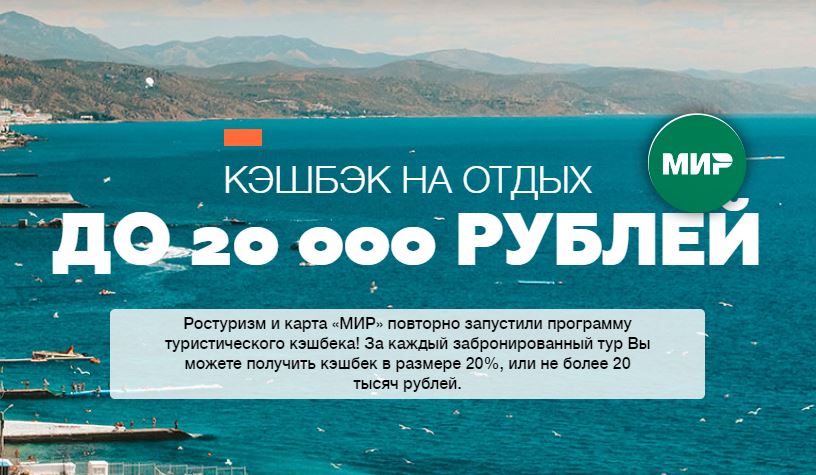 МИР
КЭШБЭК НА ОТДЫХ
ДО 20 000 РУБЛЕЙ
Ростуризм и карта «МИР» повторно запустили программу
туристического кэшбека! За каждый забронированный тур Вы
можете получить кэшбек в размере 20%, или не более 20
тысяч рублей.